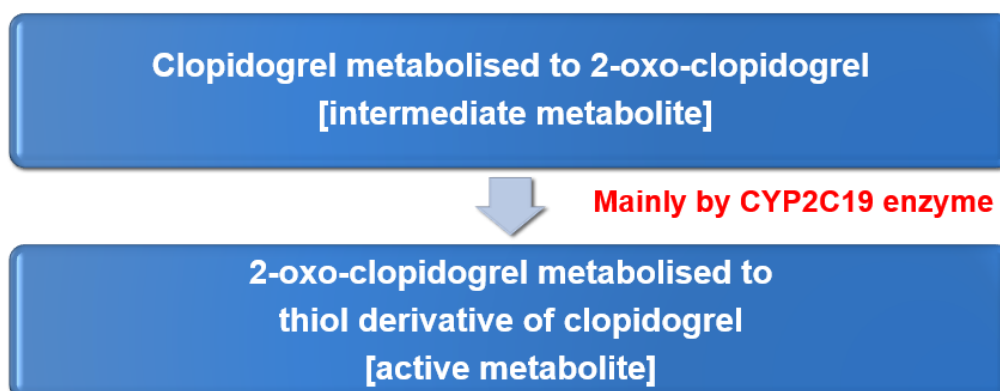 Clopidogrel metabolised to 2-oxo-clopidogrel
[intermediate metabolite]
Mainly by CYP2C19 enzyme
2-oxo-clopidogrel metabolised to
thiol derivative of clopidogrel
[active metabolite]